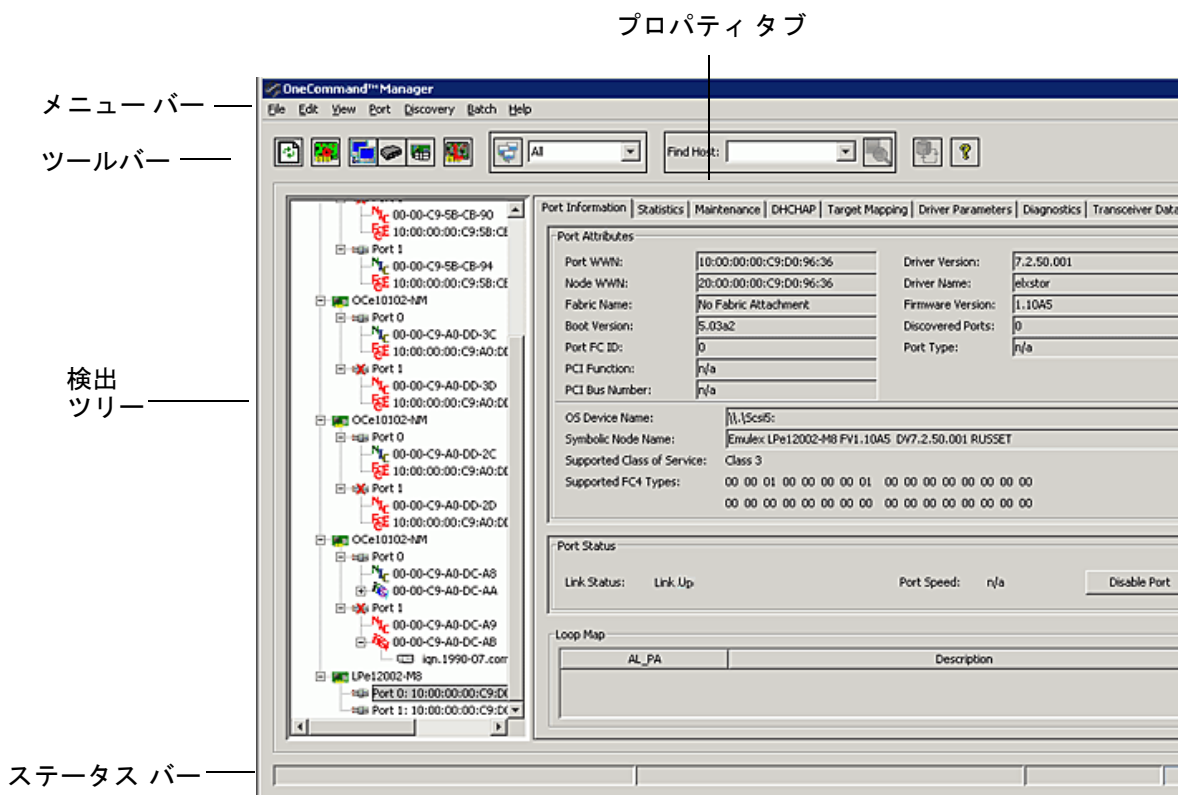 プロパティ タブ
メニュー バー
ツールバー
検出
ツリー
ステータス バー
OneCommand™ Manager
File Edit View Port Discovery Batch Help
All
Find Host:
00-00-C9-5B-CB-90
10:00:00:00:C9:5B:CE
Port 1
00-00-C9-5B-CB-94
10:00:00:00:C9:5B:CE
OCe10102-NM
Port 0
00-00-C9-A0-DD-3C
10:00:00:00:C9:A0:DD
Port 1
00-00-C9-A0-DD-3D
10:00:00:00:C9:A0:DD
OCe10102-NM
Port 0
00-00-C9-A0-DD-2C
10:00:00:00:C9:A0:DD
Port 1
00-00-C9-A0-DD-2D
10:00:00:00:C9:A0:DD
OCe10102-NM
Port 0
00-00-C9-A0-DC-A8
00-00-C9-A0-DC-AA
Port 1
00-00-C9-A0-DC-A9
00-00-C9-A0-DC-AB
iqn.1990-07.com
LPe12002-M8
Port 0: 10:00:00:00:C9:D0
Port 1: 10:00:00:00:C9:D0
Port Information Statistics Maintenance DHCHAP Target Mapping Driver Parameters Diagnostics Transceiver Data
Port Attributes
Port WWN: 10:00:00:00:C9:D0:96:36 Driver Version: 7.2.50.001
Node WWN: 20:00:00:00:C9:D0:96:36 Driver Name: elxstor
Fabric Name: No Fabric Attachment Firmware Version: 1.10A5
Boot Version: 5.03a2 Discovered Ports: 0
Port FC ID: 0 Port Type: n/a
PCI Function: n/a
PCI Bus Number: n/a
OS Device Name: \\.\Scsi5:
Symbolic Node Name: Emulex LPe12002-M8 FV1.10A5 DV7.2.50.001 RUSSET
Supported Class of Service: Class 3
Supported FC4 Types: 00 00 01 00 00 00 00 01 00 00 00 00 00 00 00 00
00 00 00 00 00 00 00 00 00 00 00 00 00 00 00 00
Port Status
Link Status: Link Up Port Speed: n/a Disable Port
Loop Map
AL_PA Description